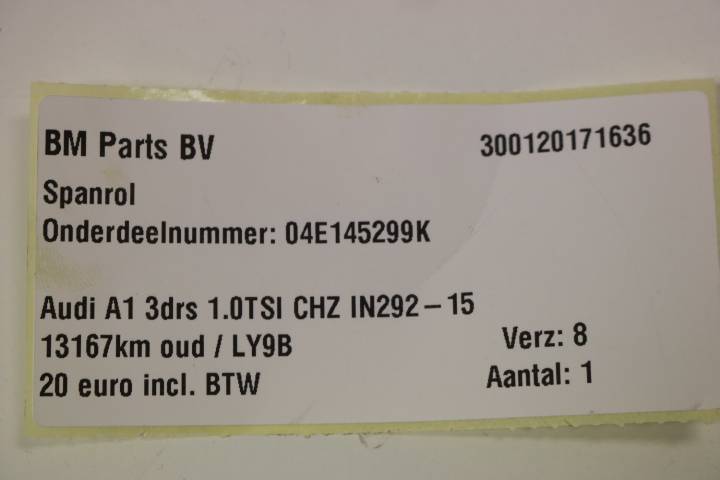 BM Parts BV 300120171636
Spanrol
Onderdeelnummer: 04E145299K
Audi A1 3drs 1.0TSI CHZ IN292-15
13167km oud / LY9B Verz: 8
20 euro incl. BTW Aantal: 1